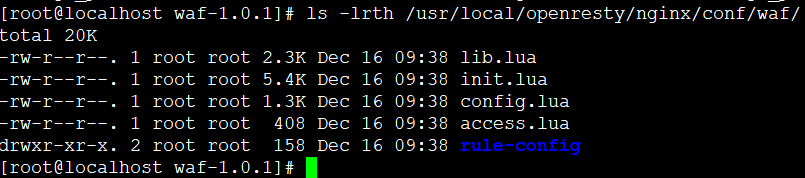 [root@localhost waf-1.0.1]# ls -lrth /usr/local/openresty/nginx/conf/waf/
total 20K
-rw-r--r--. 1 root root 2.3K Dec 16 09:38 lib.lua
-rw-r--r--. 1 root root 5.4K Dec 16 09:38 init.lua
-rw-r--r--. 1 root root 1.3K Dec 16 09:38 config.lua
-rw-r--r--. 1 root root  408 Dec 16 09:38 access.lua
drwxr-xr-x. 2 root root  158 Dec 16 09:38 rule-config
[root@localhost waf-1.0.1]#